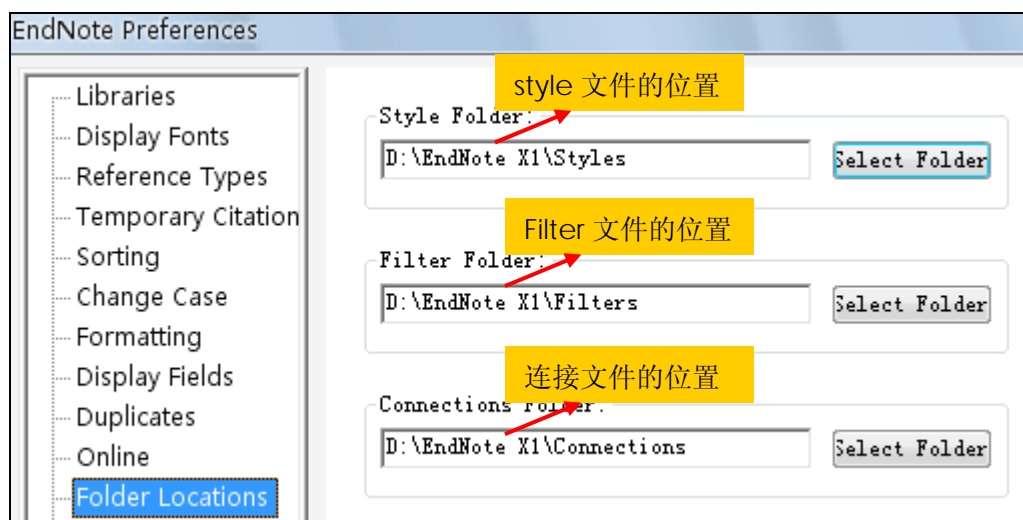 EndNote Preferences
Libraries
Display Fonts
Reference Types
Temporary Citation
Sorting
Change Case
Formatting
Display Fields
Duplicates
Online
Folder Locations
style 文件的位置
Style Folder:
D:\EndNote X1\Styles
Select Folder
Filter 文件的位置
Filter Folder:
D:\EndNote X1\Filters
Select Folder
连接文件的位置
Connections Folder:
D:\EndNote X1\Connections
Select Folder